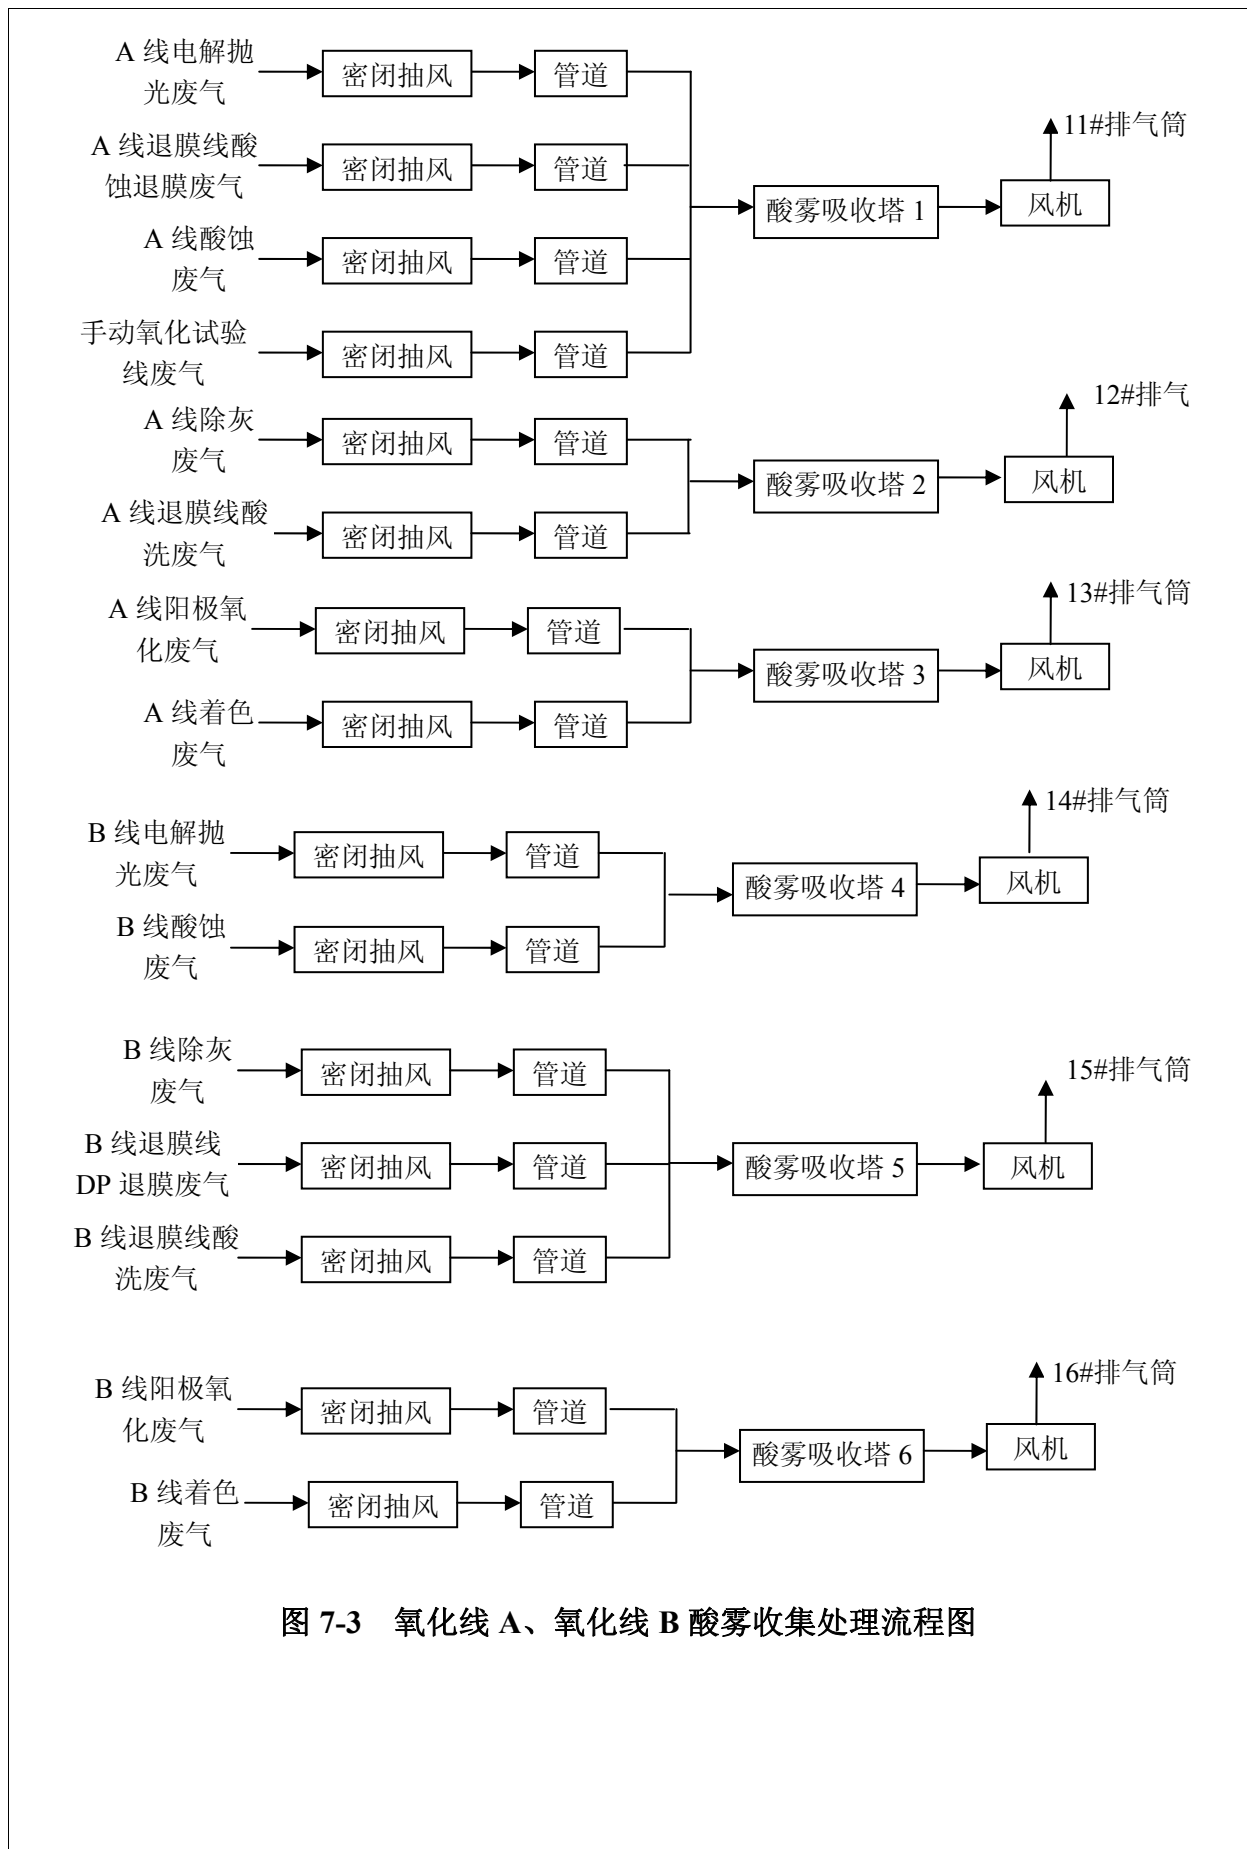 A 线电解抛
光废气
密闭抽风
管道
A 线退膜线酸
蚀退膜废气
密闭抽风
管道
A 线酸蚀
废气
密闭抽风
管道
手动氧化试验
线废气
密闭抽风
管道
酸雾吸收塔 1
风机
11#排气筒
A 线除灰
废气
密闭抽风
管道
A 线退膜线酸
洗废气
密闭抽风
管道
酸雾吸收塔 2
风机
12#排气
A 线阳极氧
化废气
密闭抽风
管道
A 线着色
废气
密闭抽风
管道
酸雾吸收塔 3
风机
13#排气筒
B 线电解抛
光废气
密闭抽风
管道
B 线酸蚀
废气
密闭抽风
管道
酸雾吸收塔 4
风机
14#排气筒
B 线除灰
废气
密闭抽风
管道
B 线退膜线
DP 退膜废气
密闭抽风
管道
B 线退膜线酸
洗废气
密闭抽风
管道
酸雾吸收塔 5
风机
15#排气筒
B 线阳极氧
化废气
密闭抽风
管道
B 线着色
废气
密闭抽风
管道
酸雾吸收塔 6
风机
16#排气筒
图 7-3 氧化线 A、氧化线 B 酸雾收集处理流程图